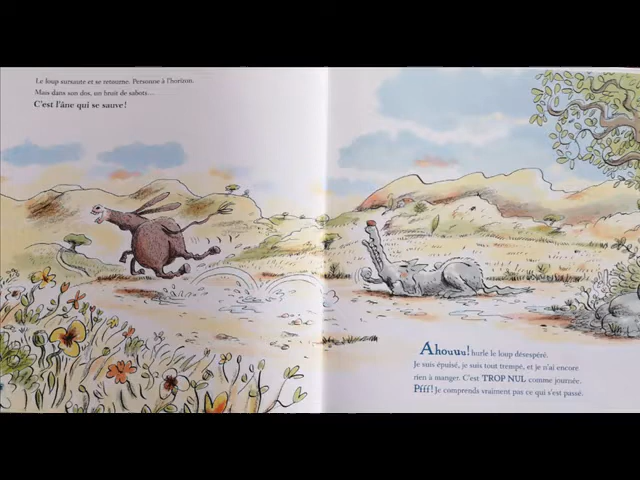 Le loup sursaute et se retourne. Personne à l'horizon.
Mais dans son dos, un bruit de sabots…
C'est l'âne qui se sauve !
Ahouuu! hurle le loup désespéré.
Je suis épuisé, je suis tout trempé, et je n'ai encore
rien à manger. C'est TROP NUL comme journée.
Pfff! Je comprends vraiment pas ce qui s'est passé.